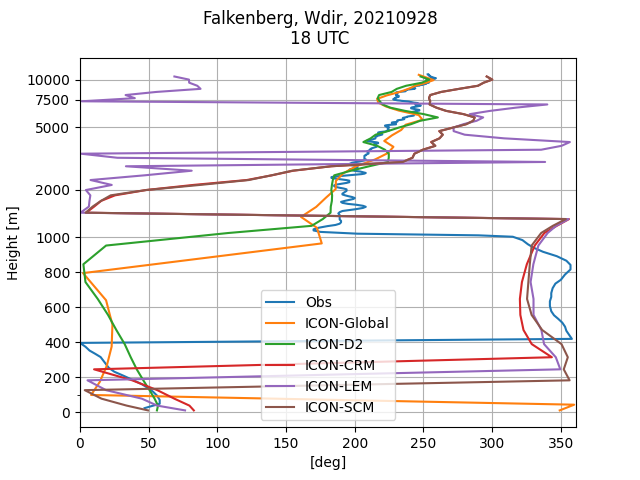 Falkenberg, Wdir, 20210928
18 UTC
Height [m]
10000
7500
5000
2000
1000
800
600
400
200
0
Obs
ICON-Global
ICON-D2
ICON-CRM
ICON-LEM
ICON-SCM
0 50 100 150 200 250 300 350
[deg]